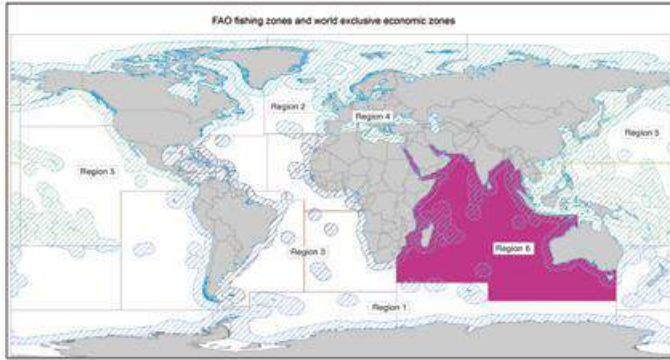 FAO fishing zones and world exclusive economic zones
Region 2
Region 4
Region 5
Region 5
Region 6
Region 3
Region 1